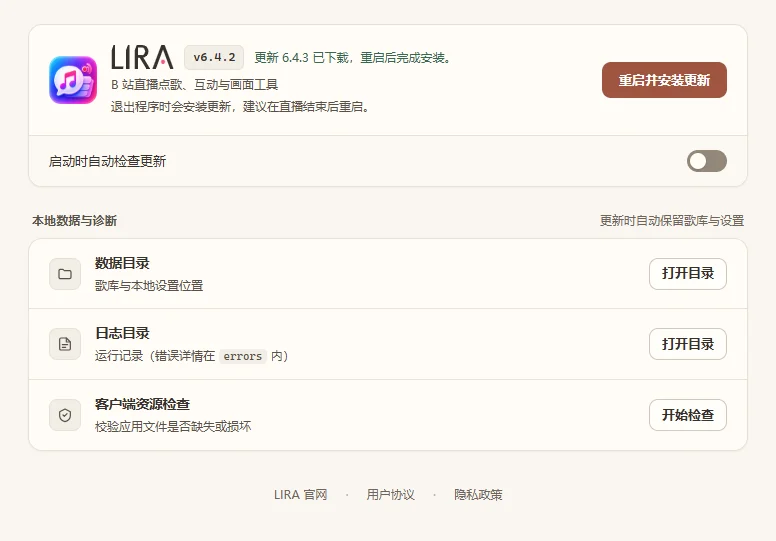 LIRA v6.4.2 更新 6.4.3 已下载，重启后完成安装。
B 站直播点歌、互动与画面工具
退出程序时会安装更新，建议在直播结束后重启。
重启并安装更新
启动时自动检查更新
本地数据与诊断 更新时自动保留歌库与设置
数据目录
歌库与本地设置位置
打开目录
日志目录
运行记录（错误详情在 errors 内）
打开目录
客户端资源检查
校验应用文件是否缺失或损坏
开始检查
LIRA 官网 · 用户协议 · 隐私政策